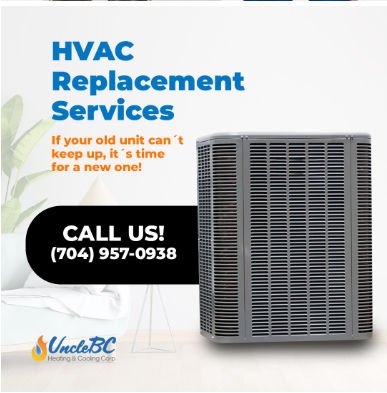 HVAC
Replacement
Services
If your old unit can´t
keep up, it´s time
for a new one!
CALL US!
(704) 957-0938
UncleBC
Heating & Cooling Corp